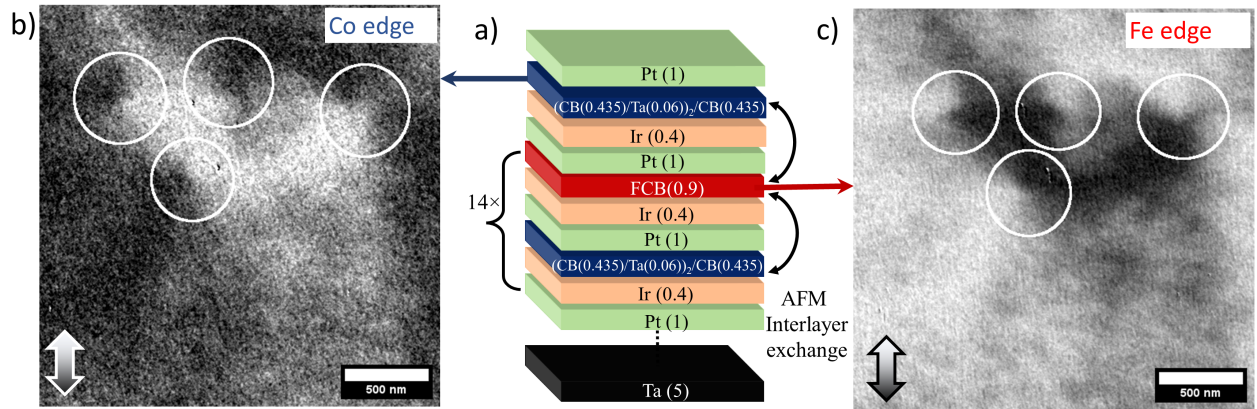 b)
Co edge
500 nm
a)
Pt (1)
(CB(0.435)/Ta(0.06))₂/CB(0.435)
Ir (0.4)
Pt (1)
FCB(0.9)
14×
Ir (0.4)
Pt (1)
(CB(0.435)/Ta(0.06))₂/CB(0.435)
Ir (0.4)
Pt (1)
AFM
Interlayer
exchange
Ta (5)
c)
Fe edge
500 nm